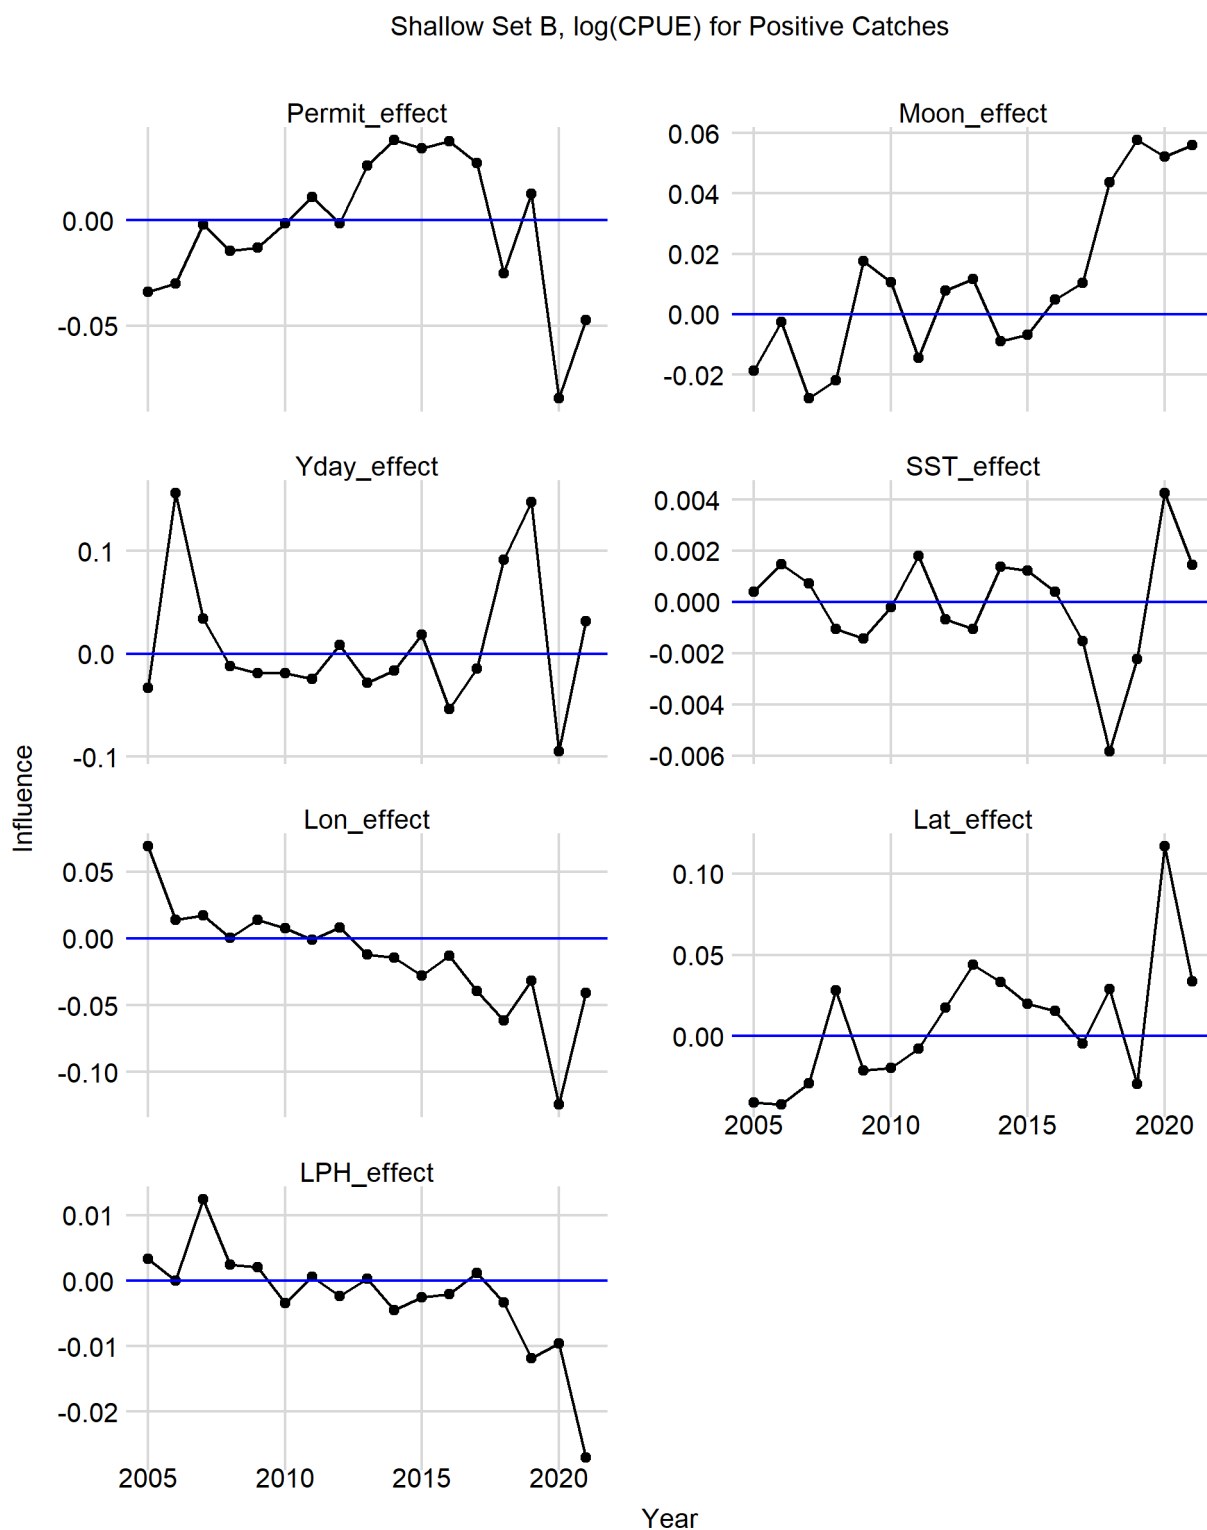 Shallow Set B, log(CPUE) for Positive Catches
Permit_effect
0.00
-0.05
Moon_effect
0.06
0.04
0.02
0.00
-0.02
Yday_effect
0.1
0.0
-0.1
SST_effect
0.004
0.002
0.000
-0.002
-0.004
-0.006
Influence
Lon_effect
0.05
0.00
-0.05
-0.10
Lat_effect
0.10
0.05
0.00
2005 2010 2015 2020
LPH_effect
0.01
0.00
-0.01
-0.02
2005 2010 2015 2020
Year